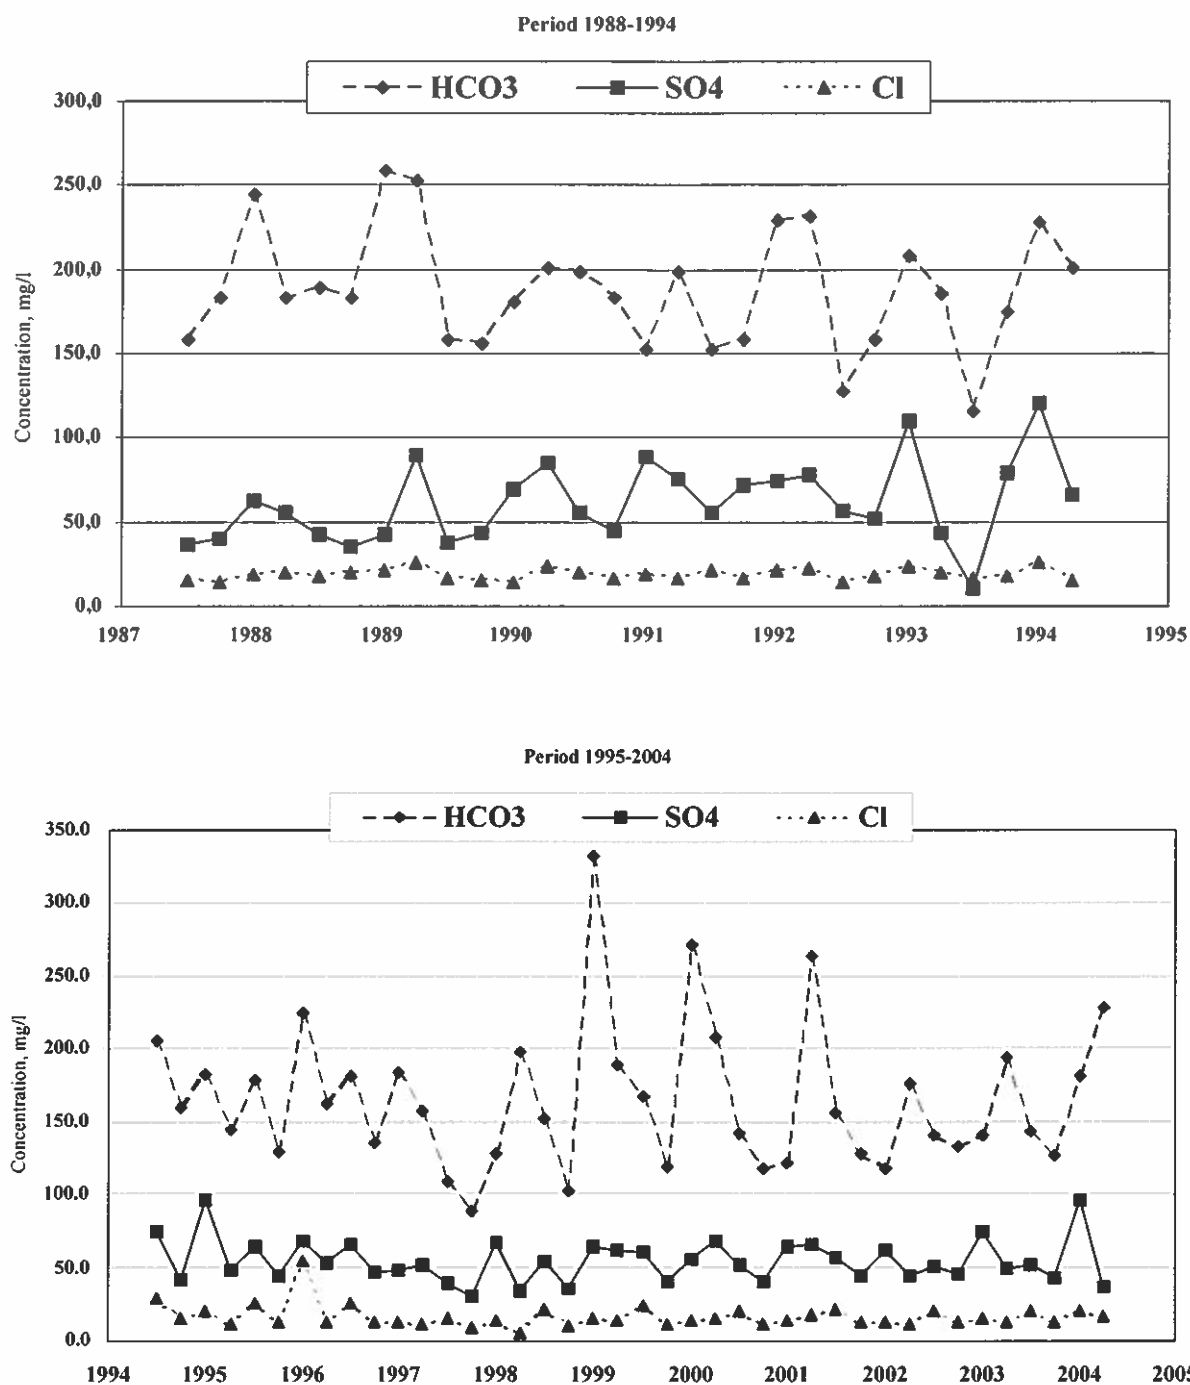 Period 1988-1994
HCO3 SO4 Cl
300,0
250,0
200,0
150,0
100,0
50,0
0,0
Concentration, mg/l
1987 1988 1989 1990 1991 1992 1993 1994 1995
Period 1995-2004
HCO3 SO4 Cl
350.0
300.0
250.0
200.0
150.0
100.0
50.0
0.0
Concentration, mg/l
1994 1995 1996 1997 1998 1999 2000 2001 2002 2003 2004 2005